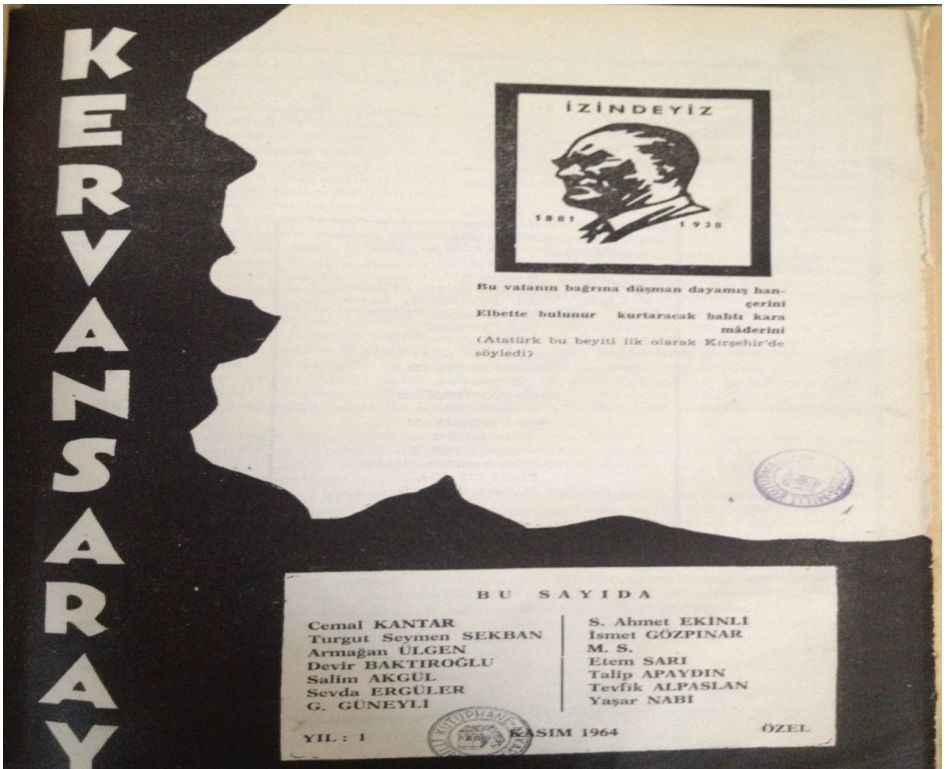 KERVANSARAY
İZİNDEYİZ
1881
1938
Bu vatanın bağrına düşman dayamış han-
çerini
Elbette bulunur kurtaracak bahtı kara
mâderini
(Atatürk bu beyiti ilk olarak Kırşehir'de
söyledi)
BU SAYIDA
Cemal KANTAR
Turgut Seymen SEKBAN
Armağan ÜLGEN
Devir BAKTIROĞLU
Salim AKGÜL
Sevda ERGÜLER
G. GÜNEYLİ
S. Ahmet EKİNLİ
İsmet GÖZPINAR
M. S.
Etem SARI
Talip APAYDIN
Tevfik ALPASLAN
Yaşar NABİ
YIL : 1 KASIM 1964 ÖZEL